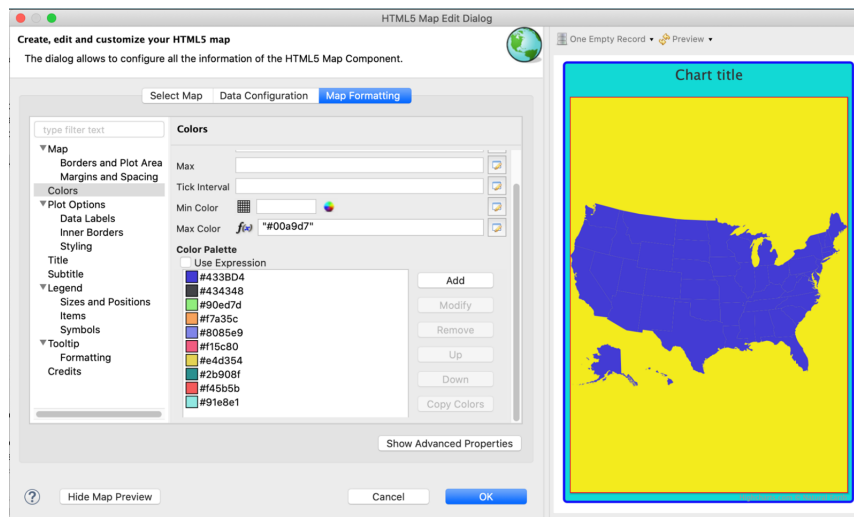 HTML5 Map Edit Dialog
Create, edit and customize your HTML5 map
The dialog allows to configure all the information of the HTML5 Map Component.
Select Map
Data Configuration
Map Formatting
type filter text
Map
Borders and Plot Area
Margins and Spacing
Colors
Plot Options
Data Labels
Inner Borders
Styling
Title
Subtitle
Legend
Sizes and Positions
Items
Symbols
Tooltip
Formatting
Credits
Colors
Max
Tick Interval
Min Color
Max Color
f(x)
"#00a9d7"
Color Palette
Use Expression
#433BD4
#434348
#90ed7d
#f7a35c
#8085e9
#f15c80
#e4d354
#2b908f
#f45b5b
#91e8e1
Add
Modify
Remove
Up
Down
Copy Colors
Show Advanced Properties
?
Hide Map Preview
Cancel
OK
One Empty Record
Preview
Chart title